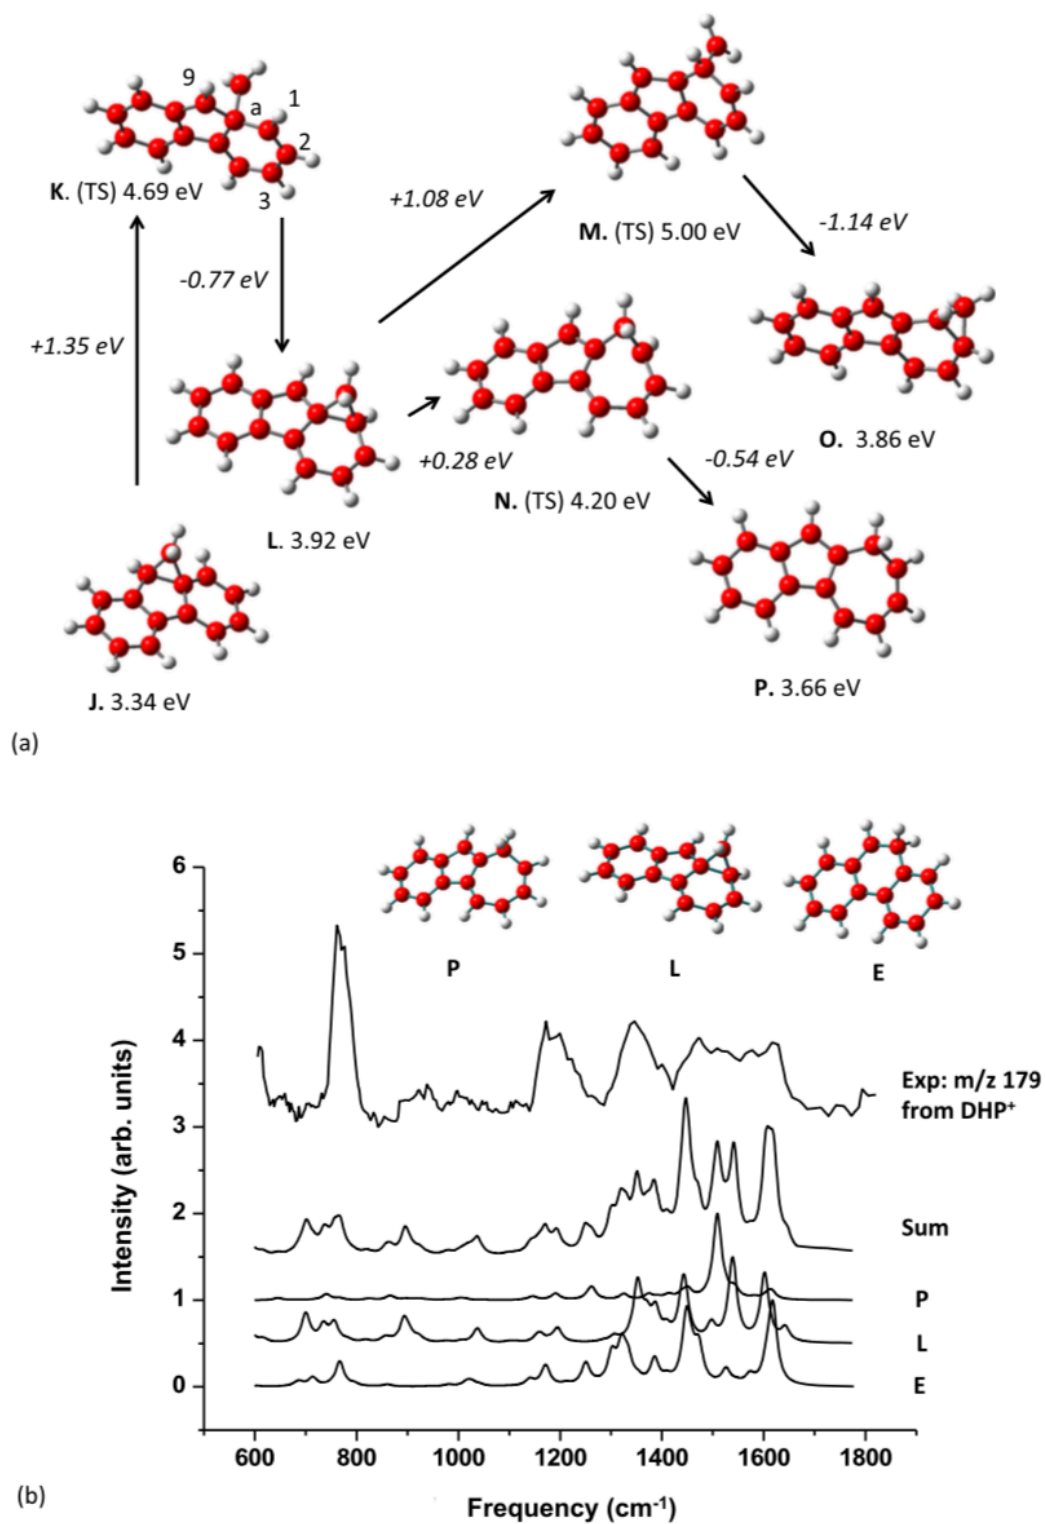 9
a
1
2
3
K. (TS) 4.69 eV
+1.08 eV
M. (TS) 5.00 eV
-1.14 eV
-0.77 eV
+1.35 eV
O. 3.86 eV
+0.28 eV
-0.54 eV
N. (TS) 4.20 eV
L. 3.92 eV
P. 3.66 eV
J. 3.34 eV
(a)
P
L
E
6
5
4
3
2
1
0
Intensity (arb. units)
Exp: m/z 179
from DHP+
Sum
P
L
E
600 800 1000 1200 1400 1600 1800
Frequency (cm-1)
(b)